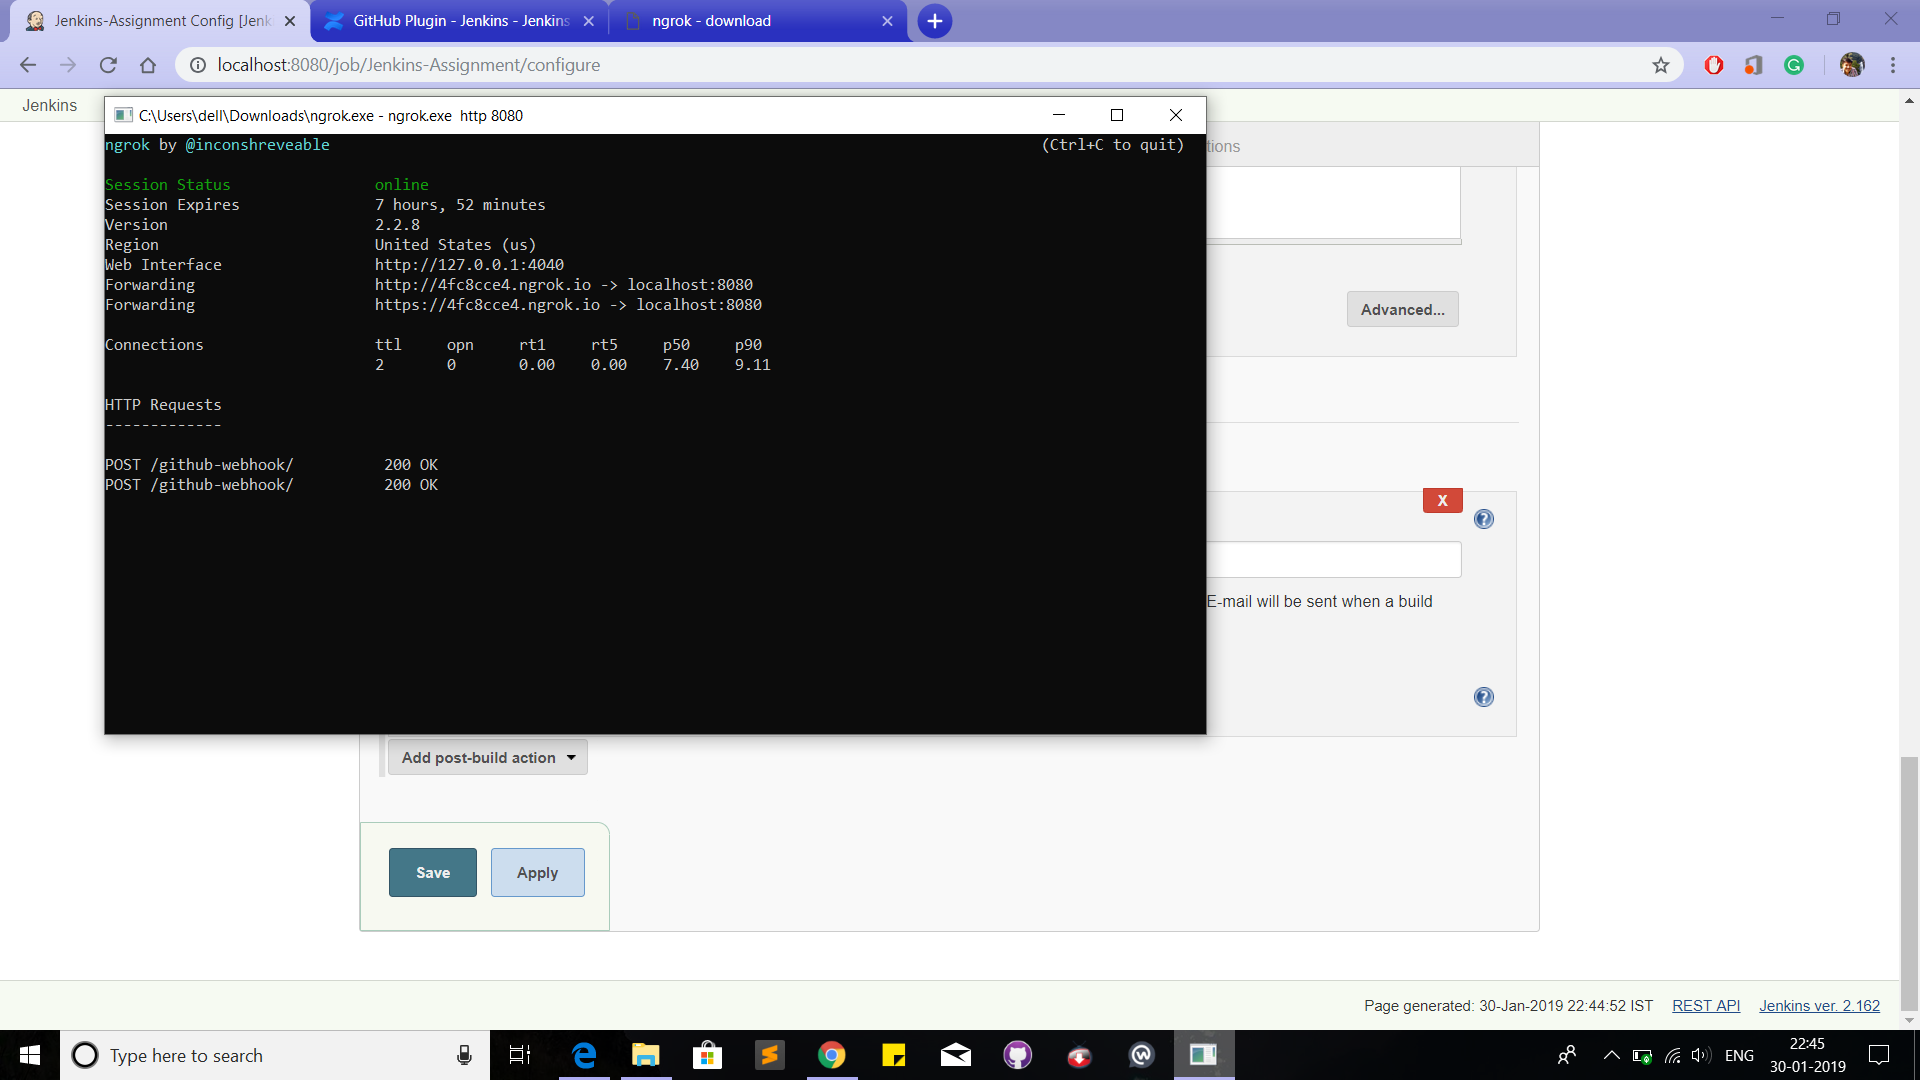 Jenkins-Assignment Config [Jenk
GitHub Plugin - Jenkins - Jenkins
ngrok - download
localhost:8080/job/Jenkins-Assignment/configure
Jenkins
C:\Users\dell\Downloads\ngrok.exe - ngrok.exe  http 8080
ngrok by @inconshreveable (Ctrl+C to quit)
tions
Session Status online
Session Expires 7 hours, 52 minutes
Version 2.2.8
Region United States (us)
Web Interface http://127.0.0.1:4040
Forwarding http://4fc8cce4.ngrok.io -> localhost:8080
Forwarding https://4fc8cce4.ngrok.io -> localhost:8080
Advanced...
Connections ttl opn rt1 rt5 p50 p90
2 0 0.00 0.00 7.40 9.11
HTTP Requests
-------------
POST /github-webhook/ 200 OK
POST /github-webhook/ 200 OK
X
E-mail will be sent when a build
Add post-build action
Save
Apply
Page generated: 30-Jan-2019 22:44:52 IST REST API Jenkins ver. 2.162
Type here to search
ENG
22:45
30-01-2019